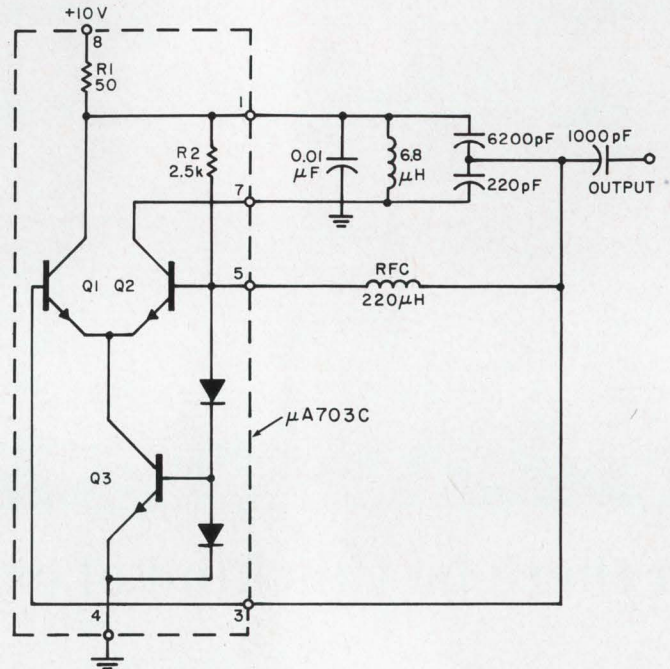 +10V
8
R1
50
1
R2
2.5k
0.01
μF
6.8
μH
6200pF
220pF
1000pF
OUTPUT
7
Q1 Q2
5
RFC
220μH
μA703C
Q3
4
3